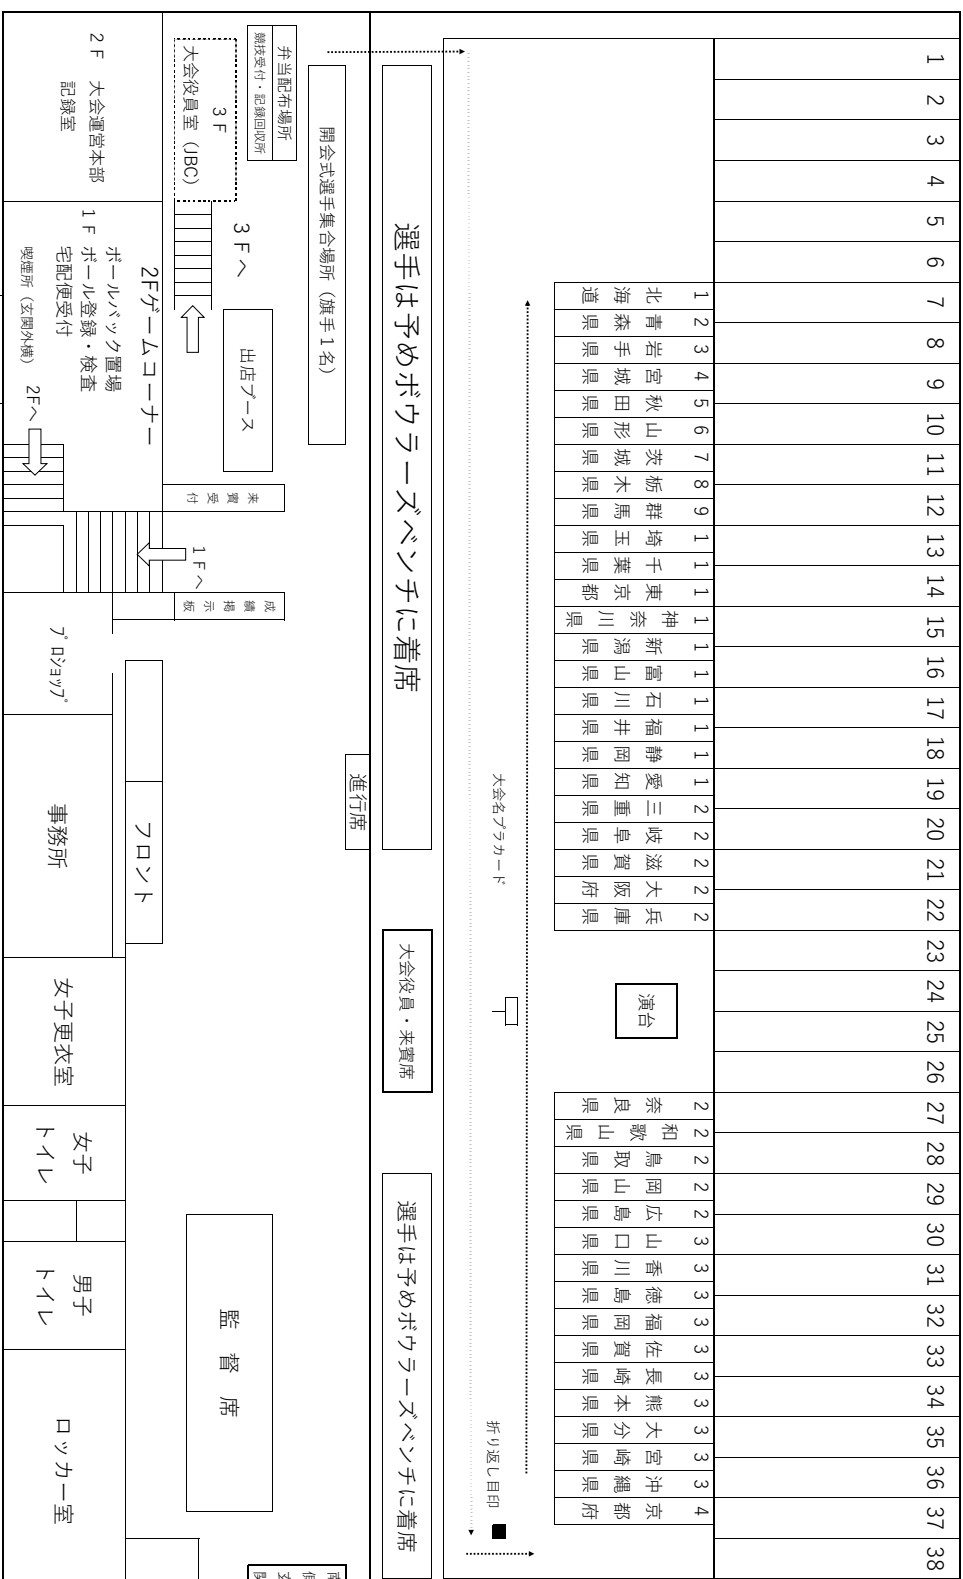 1
2
3
4
5
6
7
8
9
10
11
12
13
14
15
16
17
18
19
20
21
22
23
24
25
26
27
28
29
30
31
32
33
34
35
36
37
38
1 北海道
2 青森県
3 岩手県
4 宮城県
5 秋田県
6 山形県
7 茨城県
8 栃木県
9 群馬県
1 埼玉県
1 千葉県
1 東京都
1 神奈川県
1 新潟県
1 富山県
1 石川県
1 福井県
1 静岡県
1 愛知県
2 三重県
2 岐阜県
2 滋賀県
2 大阪府
2 兵庫県
演台
2 奈良県
2 和歌山県
2 鳥取県
2 岡山県
2 広島県
3 山口県
3 香川県
3 徳島県
3 福岡県
3 佐賀県
3 長崎県
3 熊本県
3 大分県
3 宮崎県
3 沖縄県
4 京都府
大会名プラカード
折り返し目印
選手は予めボウラーズベンチに着席
大会役員・来賓席
選手は予めボウラーズベンチに着席
進行席
開会式選手集合場所（旗手１名）
弁当配布場所
競技受付・記録回収所
３Ｆ
大会役員室（JBC）
３Ｆへ
出店ブース
来賓受付
１Ｆへ
成績掲示板
監督席
２Ｆ 大会運営本部
記録室
2Fゲームコーナー
ボールバック置場
１Ｆ ボール登録・検査
宅配便受付
喫煙所（玄関外横）
2Fへ
ﾌﾟﾛｼｮｯﾌﾟ
フロント
事務所
女子更衣室
女子
トイレ
男子
トイレ
ロッカー室